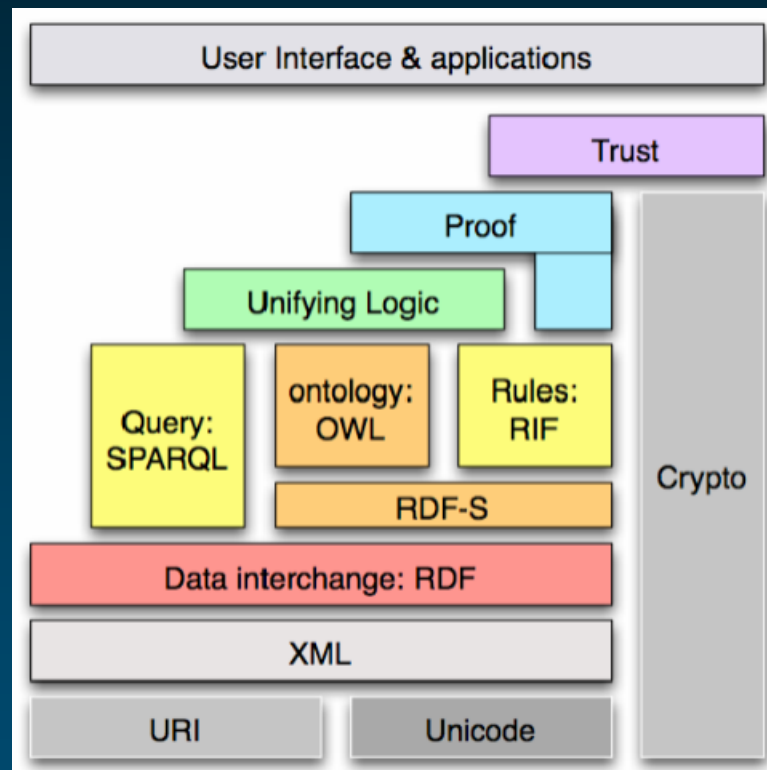 User Interface & applications
Trust
Proof
Unifying Logic
Query:
SPARQL
ontology:
OWL
Rules:
RIF
Crypto
RDF-S
Data interchange: RDF
XML
URI
Unicode